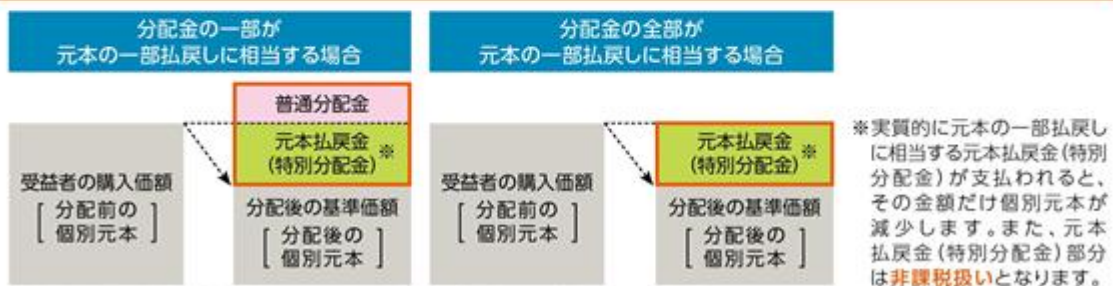 分配金の一部が
元本の一部払戻しに相当する場合
普通分配金
元本払戻金
(特別分配金)
※
受益者の購入価額
[ 分配前の
個別元本 ]
分配後の基準価額
[ 分配後の
個別元本 ]
分配金の全部が
元本の一部払戻しに相当する場合
元本払戻金
(特別分配金)
※
受益者の購入価額
[ 分配前の
個別元本 ]
分配後の基準価額
[ 分配後の
個別元本 ]
※実質的に元本の一部払戻し
に相当する元本払戻金(特別
分配金)が支払われると、
その金額だけ個別元本が
減少します。また、元本
払戻金(特別分配金)部分
は非課税扱いとなります。